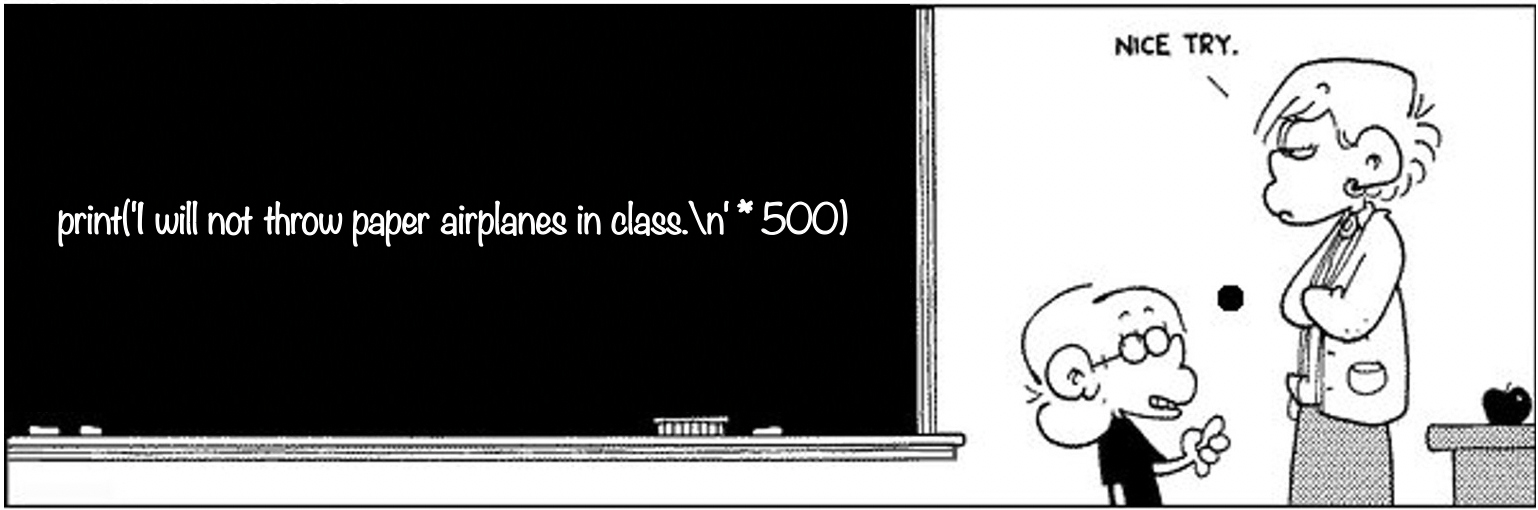 print('I will not throw paper airplanes in class.\n' * 500)
NICE TRY.